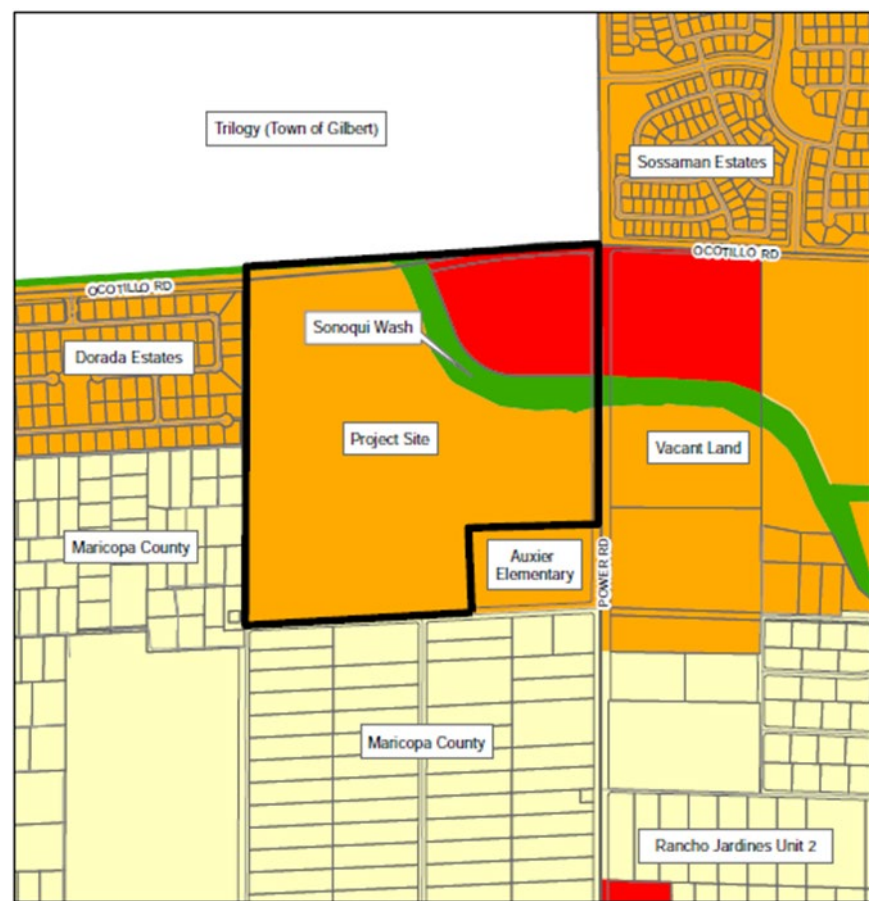 Trilogy (Town of Gilbert)
Sossaman Estates
OCOTILLO RD
OCOTILLO RD
Sonoqui Wash
Dorada Estates
Project Site
Vacant Land
Maricopa County
Auxier
Elementary
POWER RD
Maricopa County
Rancho Jardines Unit 2